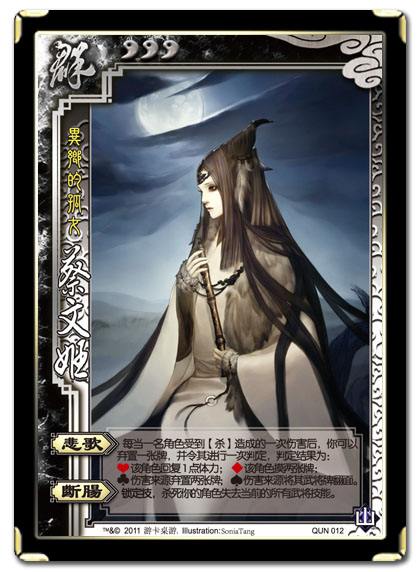 群
異鄉的孤女
蔡文姬
悲歌
每当一名角色受到【杀】造成的一次伤害后，你可以
弃置一张牌，并令其进行一次判定，判定结果为：
♥该角色回复1点体力；♦该角色摸两张牌；
♣伤害来源弃置两张牌；♠伤害来源将其武将牌翻面。
斷腸
锁定技，杀死你的角色失去当前的所有武将技能。
™&© 2011 游卡桌游. Illustration:SoniaTang
QUN 012